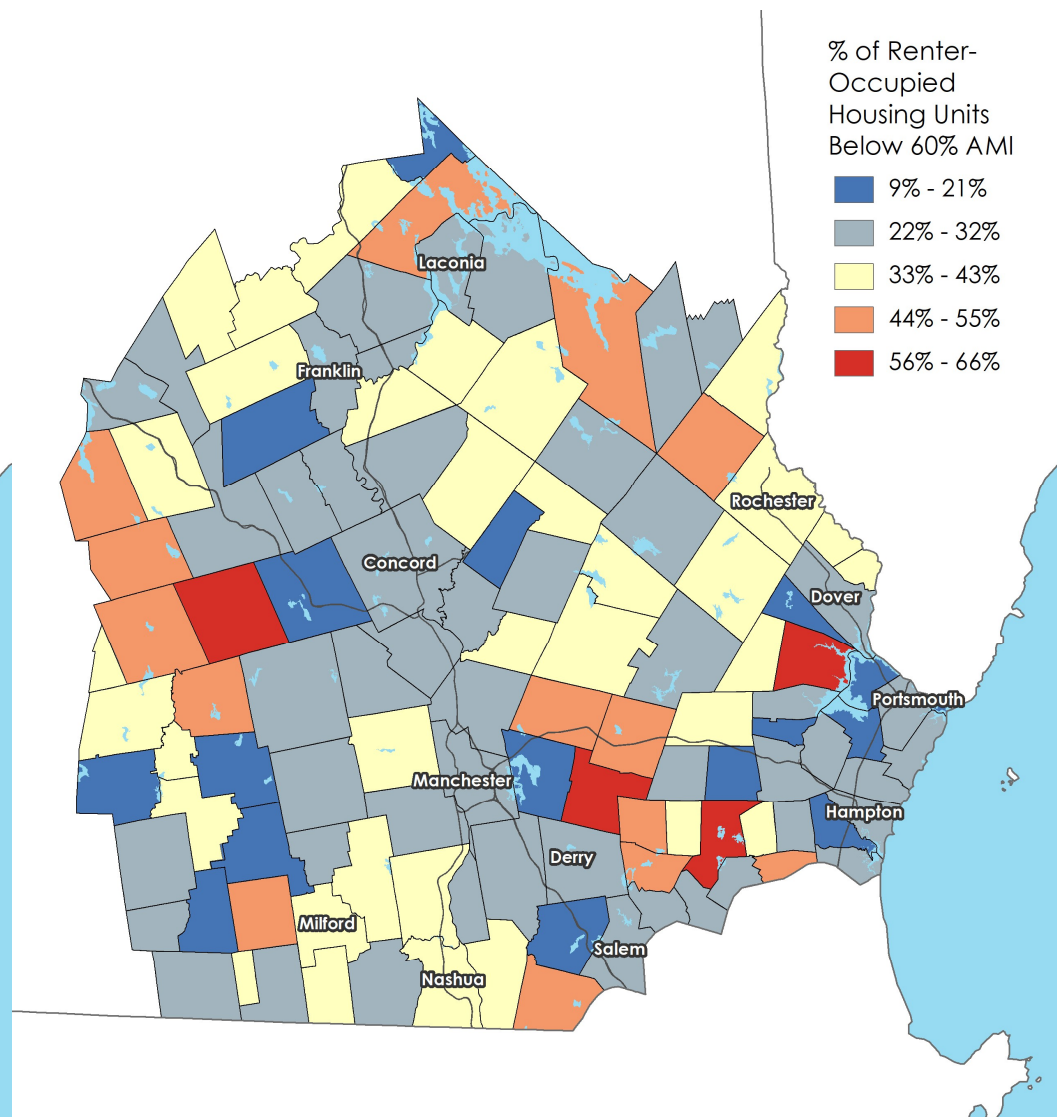 % of Renter-
Occupied
Housing Units
Below 60% AMI
9% - 21%
22% - 32%
33% - 43%
44% - 55%
56% - 66%
Laconia
Franklin
Rochester
Concord
Dover
Portsmouth
Manchester
Hampton
Derry
Milford
Salem
Nashua